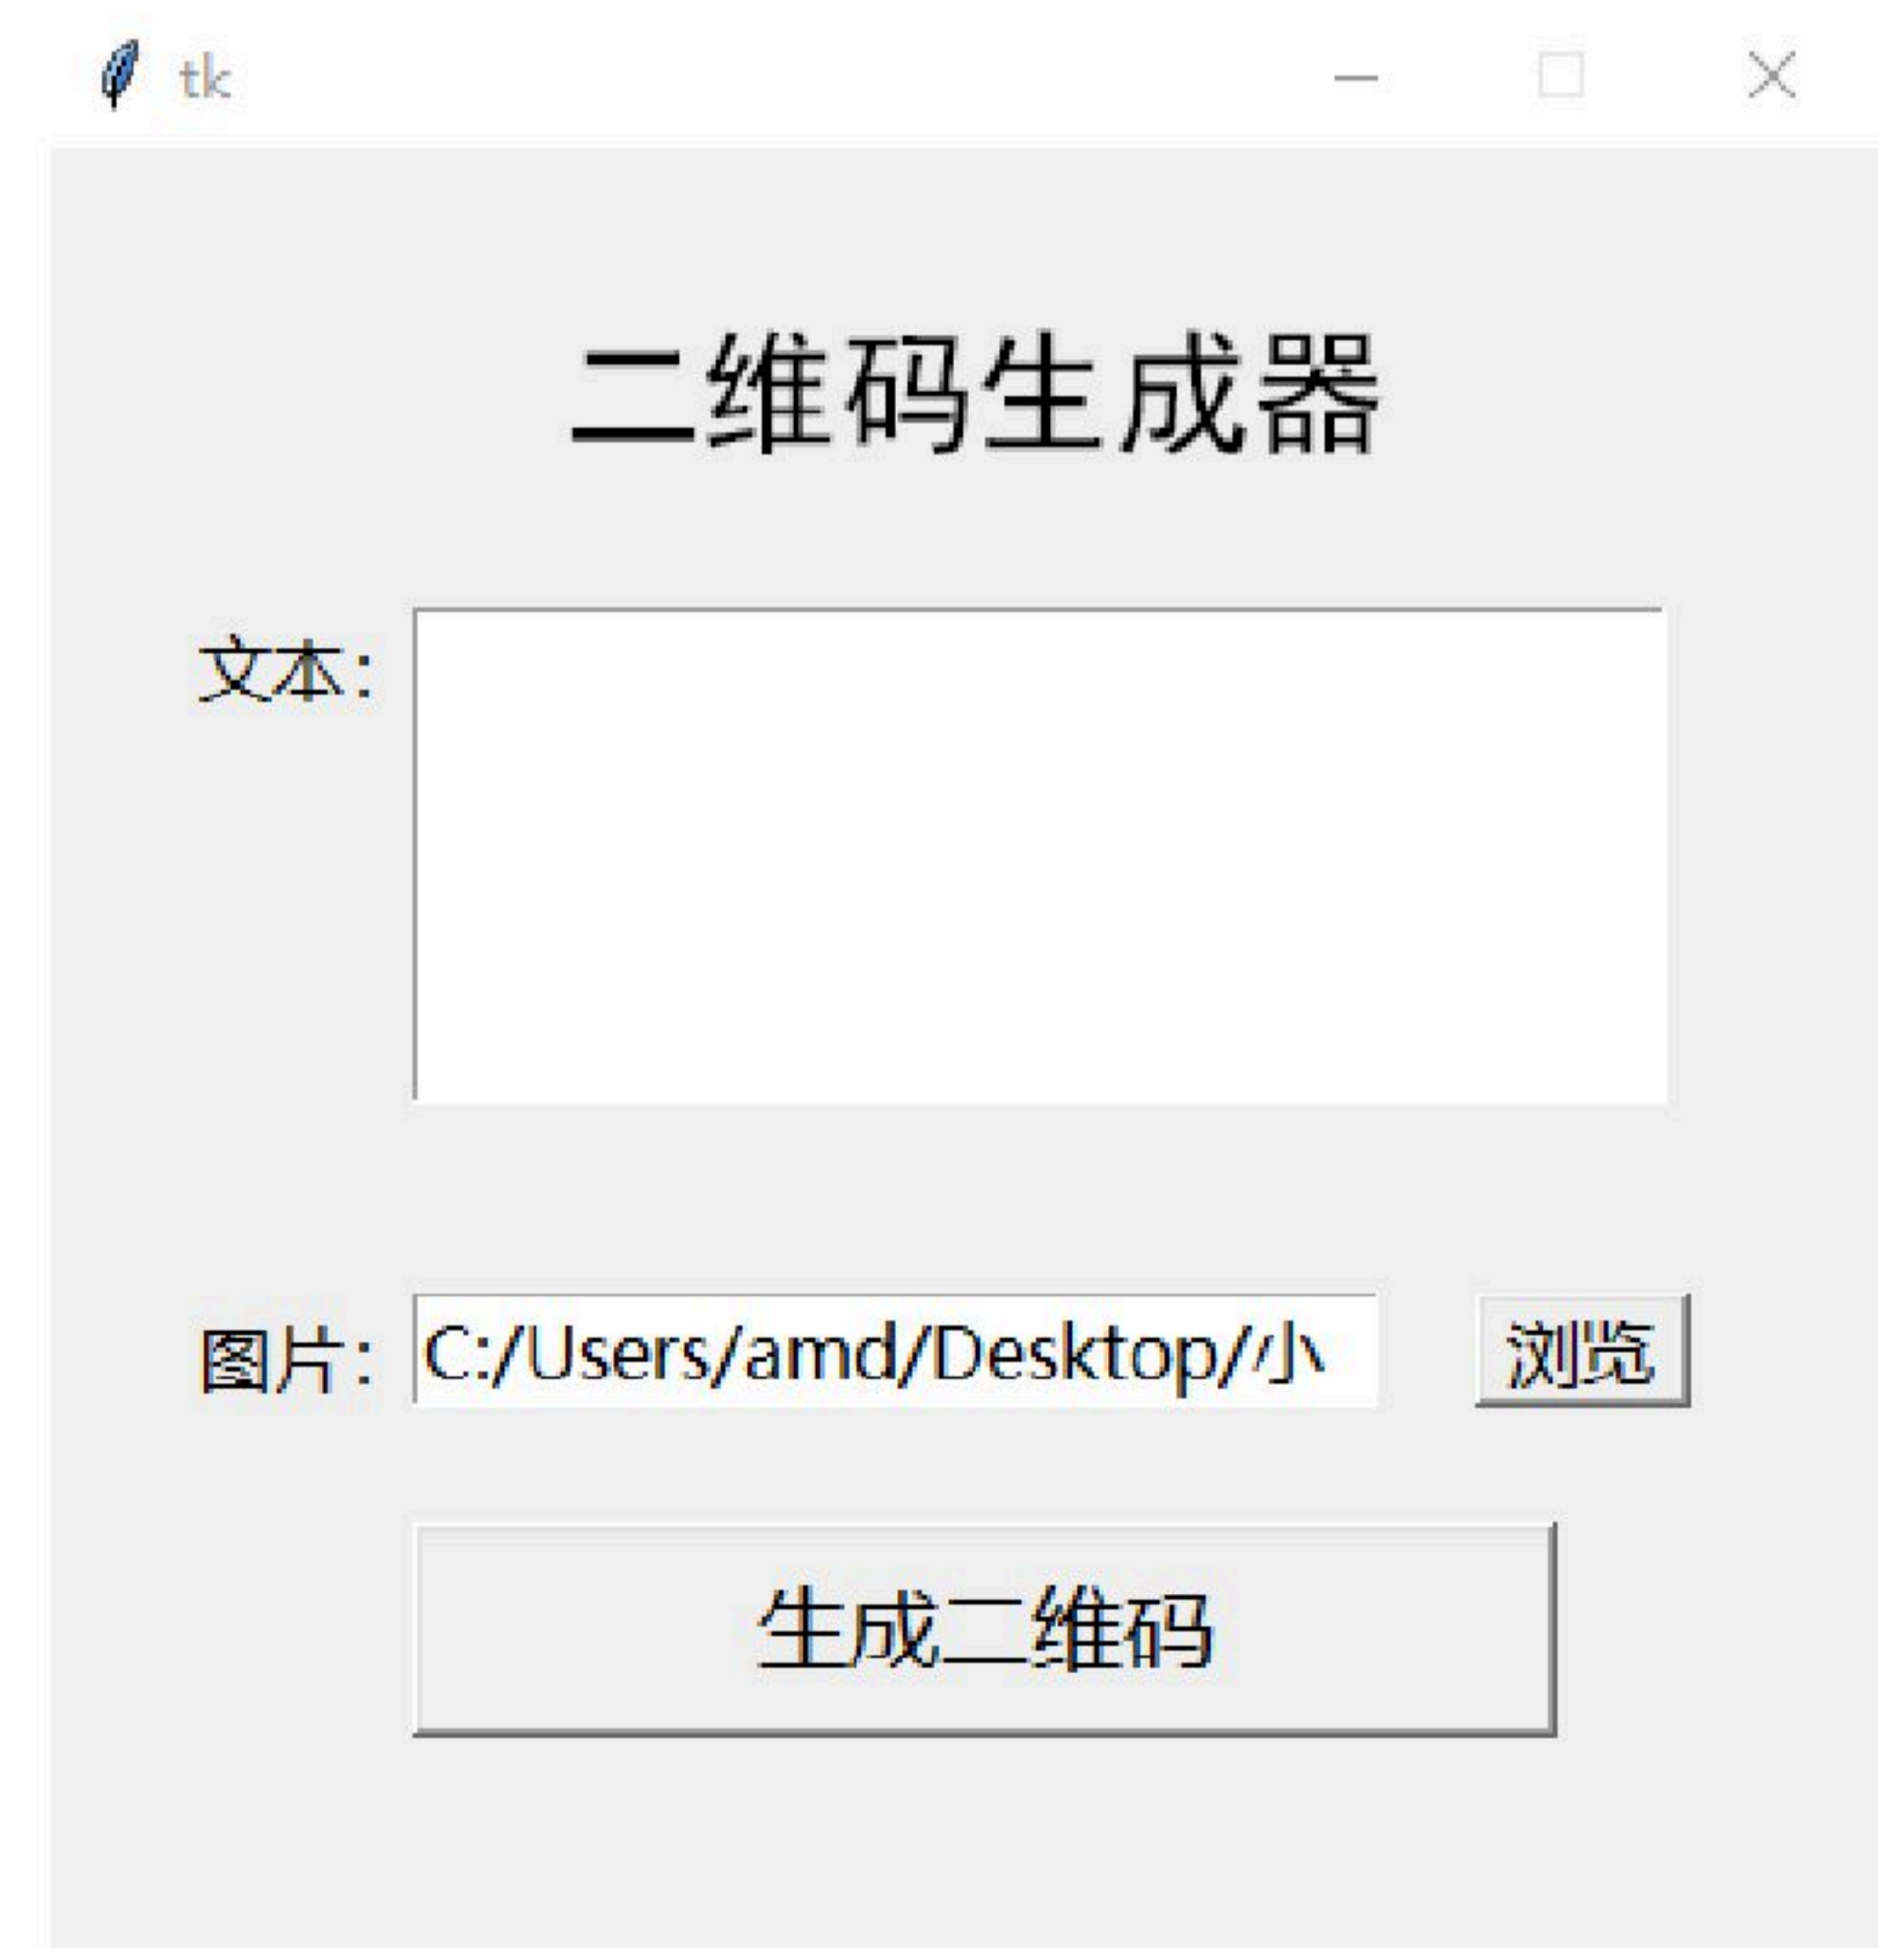 tk
二维码生成器
文本：
图片： C:/Users/amd/Desktop/小 浏览
生成二维码